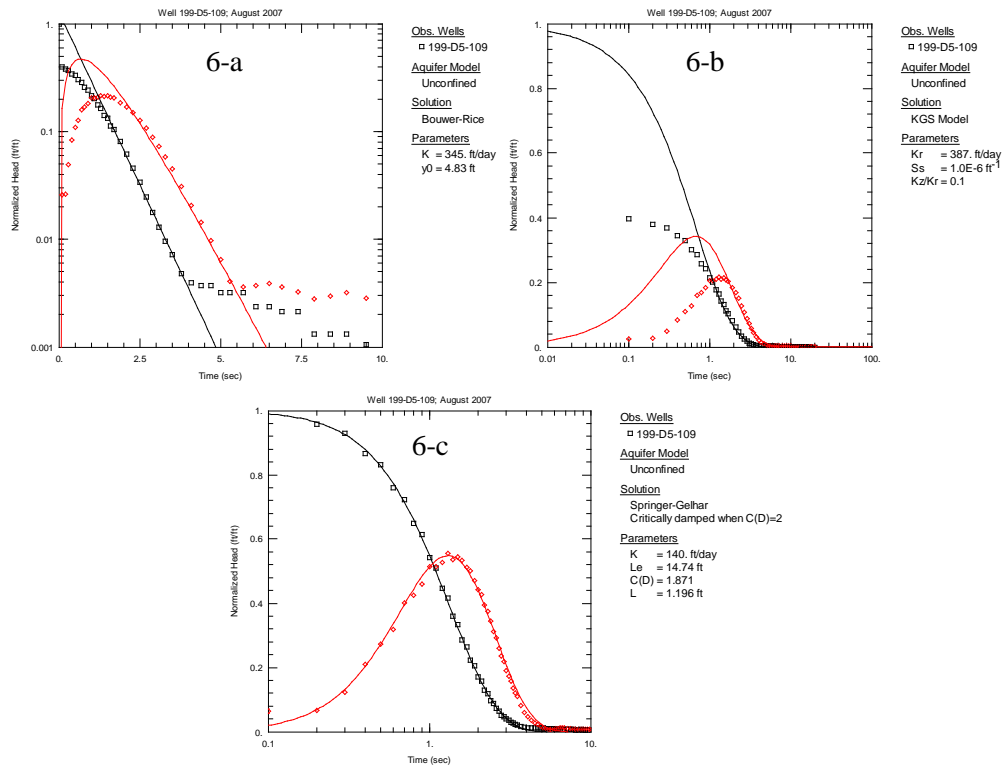 Well 199-D5-109; August 2007
6-a
1.
0.1
0.01
0.001
Normalized Head (ft/ft)
0.
2.5
5.
7.5
10.
Time (sec)
Obs. Wells
199-D5-109
Aquifer Model
Unconfined
Solution
Bouwer-Rice
Parameters
K = 345. ft/day
y0 = 4.83 ft
Well 199-D5-109; August 2007
6-b
1.
0.8
0.6
0.4
0.2
0.
Normalized Head (ft/ft)
0.01
0.1
1.
10.
100.
Time (sec)
Obs. Wells
199-D5-109
Aquifer Model
Unconfined
Solution
KGS Model
Parameters
Kr = 387. ft/day
Ss = 1.0E-6 ft⁻¹
Kz/Kr = 0.1
Well 199-D5-109; August 2007
6-c
1.
0.8
0.6
0.4
0.2
0.
Normalized Head (ft/ft)
0.1
1.
10.
Time (sec)
Obs. Wells
199-D5-109
Aquifer Model
Unconfined
Solution
Springer-Gelhar
Critically damped when C(D)=2
Parameters
K = 140. ft/day
Le = 14.74 ft
C(D) = 1.871
L = 1.196 ft